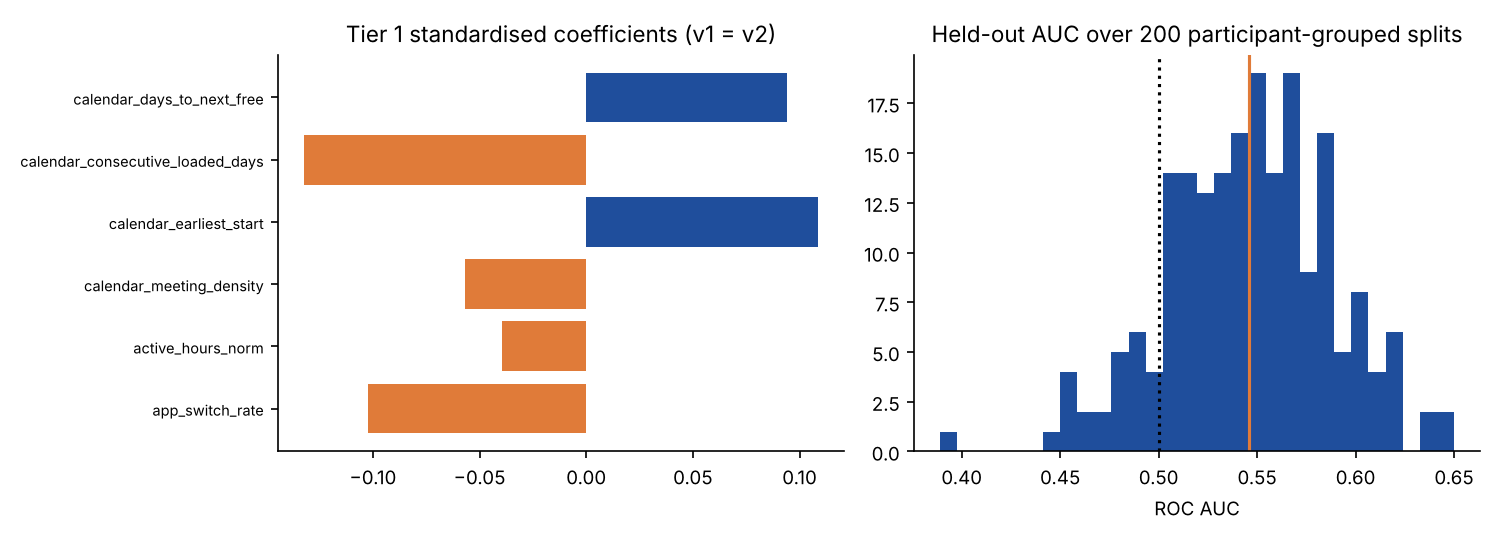 Tier 1 standardised coefficients (v1 = v2)
calendar_days_to_next_free
calendar_consecutive_loaded_days
calendar_earliest_start
calendar_meeting_density
active_hours_norm
app_switch_rate
−0.10 −0.05 0.00 0.05 0.10
Held-out AUC over 200 participant-grouped splits
17.5
15.0
12.5
10.0
7.5
5.0
2.5
0.0
0.40 0.45 0.50 0.55 0.60 0.65
ROC AUC